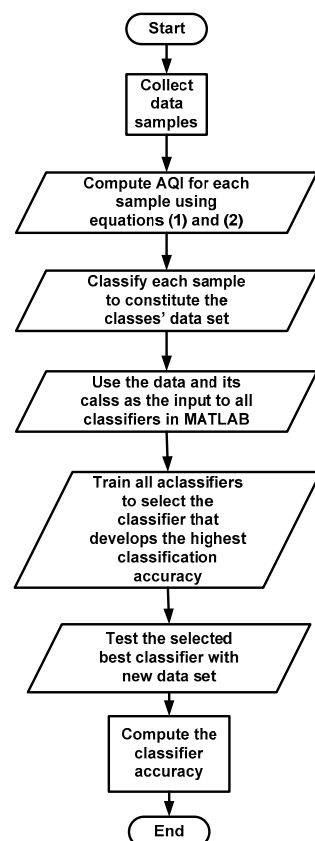 Start
Collect
data
samples
Compute AQI for each
sample using
equations (1) and (2)
Classify each sample
to constitute the
classes' data set
Use the data and its
calss as the input to all
classifiers in MATLAB
Train all aclassifiers
to select the
classifier that
develops the highest
classification
accuracy
Test the selected
best classifier with
new data set
Compute the
classifier
accuracy
End